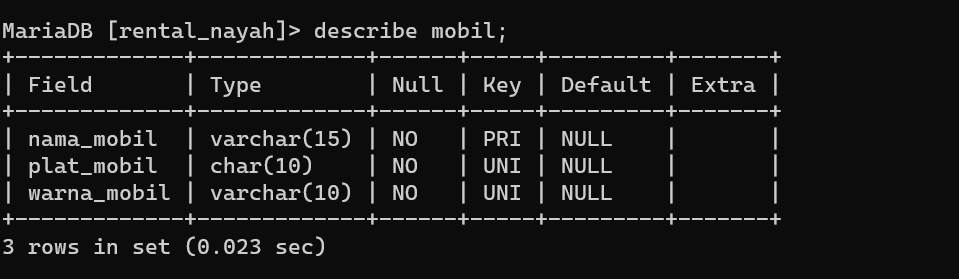 MariaDB [rental_nayah]> describe mobil;
+-------------+-------------+------+-----+---------+-------+
| Field       | Type        | Null | Key | Default | Extra |
+-------------+-------------+------+-----+---------+-------+
| nama_mobil  | varchar(15) | NO   | PRI | NULL    |       |
| plat_mobil  | char(10)    | NO   | UNI | NULL    |       |
| warna_mobil | varchar(10) | NO   | UNI | NULL    |       |
+-------------+-------------+------+-----+---------+-------+
3 rows in set (0.023 sec)